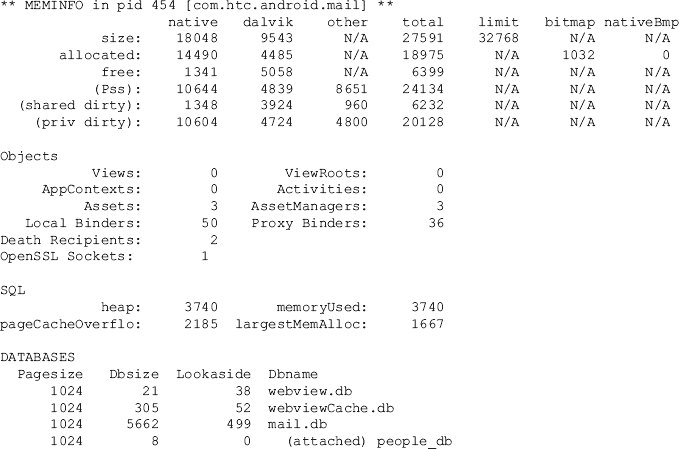 ** MEMINFO in pid 454 [com.htc.android.mail] **
native dalvik other total limit bitmap nativeBmp
size: 18048 9543 N/A 27591 32768 N/A N/A
allocated: 14490 4485 N/A 18975 N/A 1032 0
free: 1341 5058 N/A 6399 N/A N/A N/A
(Pss): 10644 4839 8651 24134 N/A N/A N/A
(shared dirty): 1348 3924 960 6232 N/A N/A N/A
(priv dirty): 10604 4724 4800 20128 N/A N/A N/A
Objects
Views: 0 ViewRoots: 0
AppContexts: 0 Activities: 0
Assets: 3 AssetManagers: 3
Local Binders: 50 Proxy Binders: 36
Death Recipients: 2
OpenSSL Sockets: 1
SQL
heap: 3740 memoryUsed: 3740
pageCacheOverflo: 2185 largestMemAlloc: 1667
DATABASES
Pagesize Dbsize Lookaside Dbname
1024 21 38 webview.db
1024 305 52 webviewCache.db
1024 5662 499 mail.db
1024 8 0 (attached) people_db